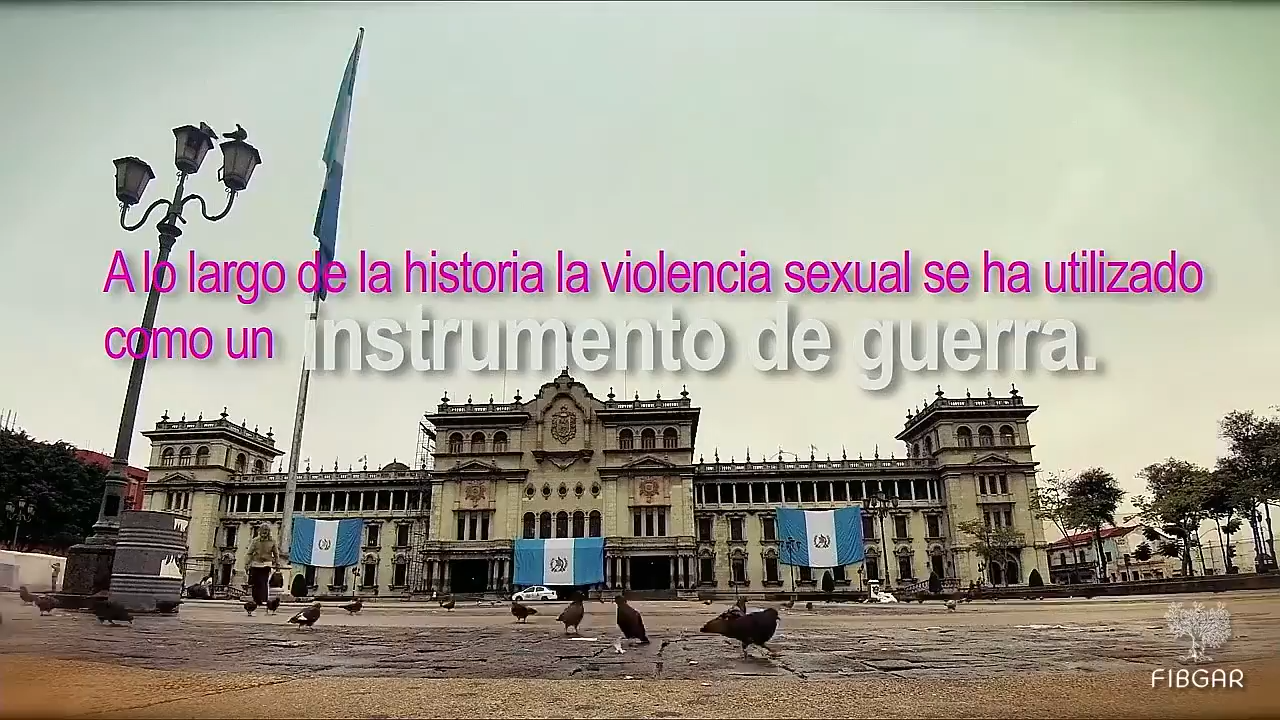 A lo largo de la historia la violencia sexual se ha utilizado
como un instrumento de guerra.
FIBGAR